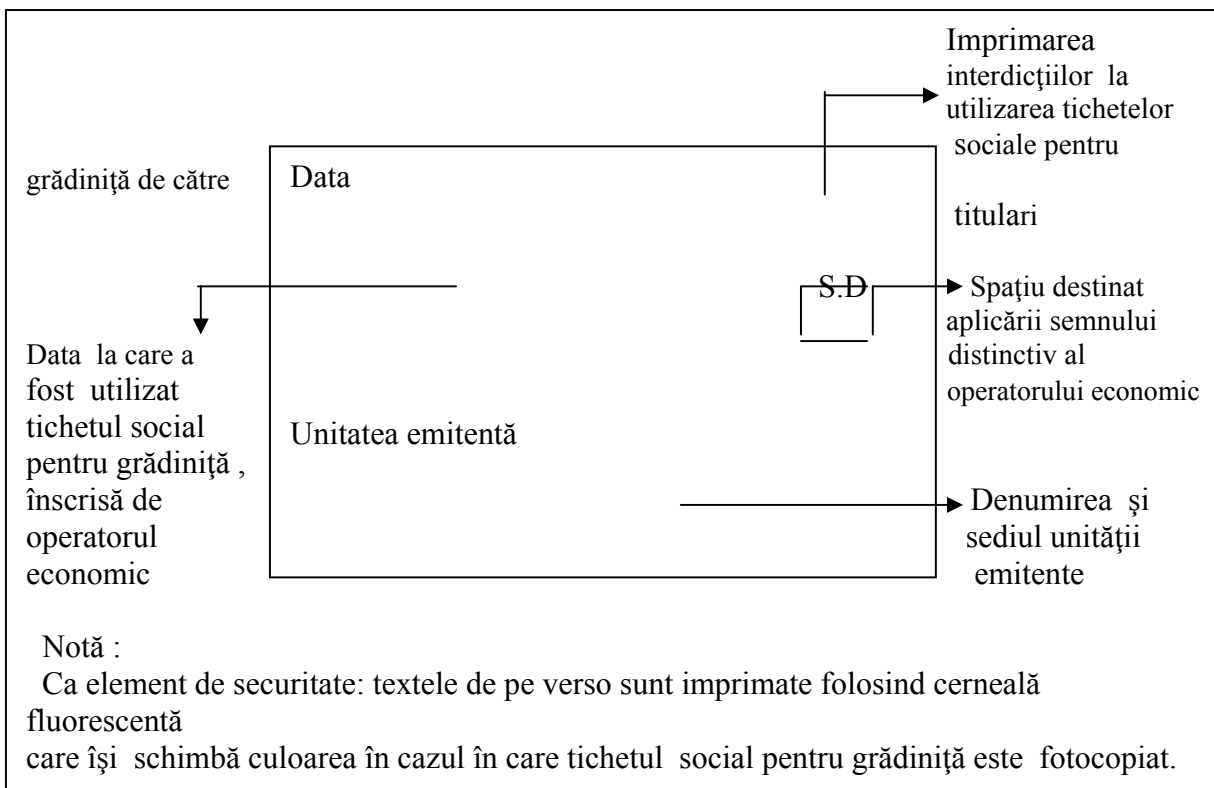 Imprimarea
interdicţiilor la
utilizarea tichetelor
sociale pentru
grădiniţă de către
Data
titulari
S.D
Spaţiu destinat
aplicării semnului
distinctiv al
operatorului economic
Data la care a
fost utilizat
tichetul social
pentru grădiniţă ,
înscrisă de
operatorul
economic
Unitatea emitentă
Denumirea şi
sediul unităţii
emitente
Notă :
Ca element de securitate: textele de pe verso sunt imprimate folosind cerneală
fluorescentă
care îşi schimbă culoarea în cazul în care tichetul social pentru grădiniţă este fotocopiat.